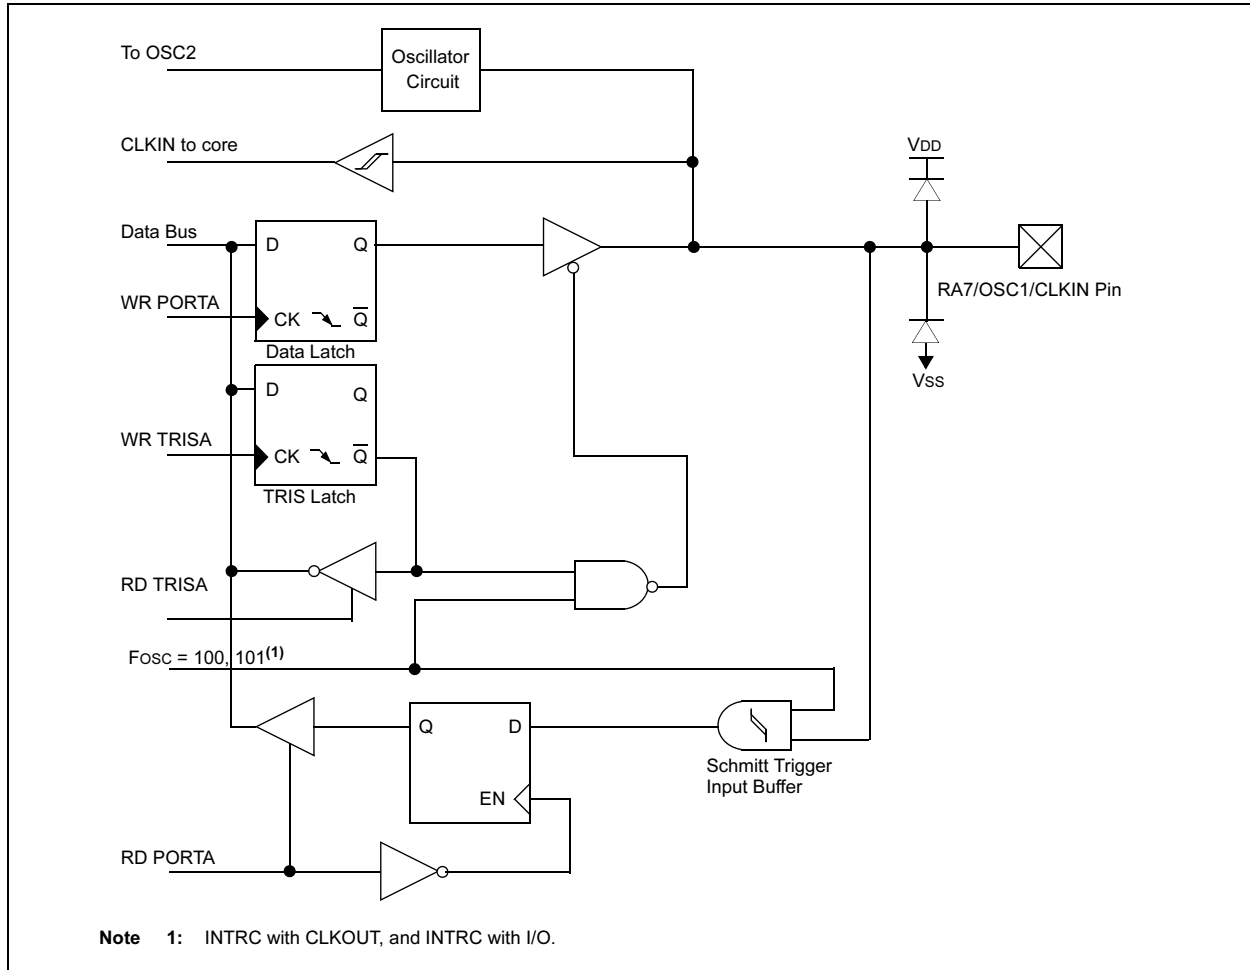 To OSC2
Oscillator
Circuit
CLKIN to core
VDD
Data Bus
D
Q
WR PORTA
CK
Q̅
Data Latch
RA7/OSC1/CLKIN Pin
VSS
D
Q
WR TRISA
CK
Q̅
TRIS Latch
RD TRISA
FOSC = 100, 101(1)
Q
D
EN
Schmitt Trigger
Input Buffer
RD PORTA
Note 1: INTRC with CLKOUT, and INTRC with I/O.